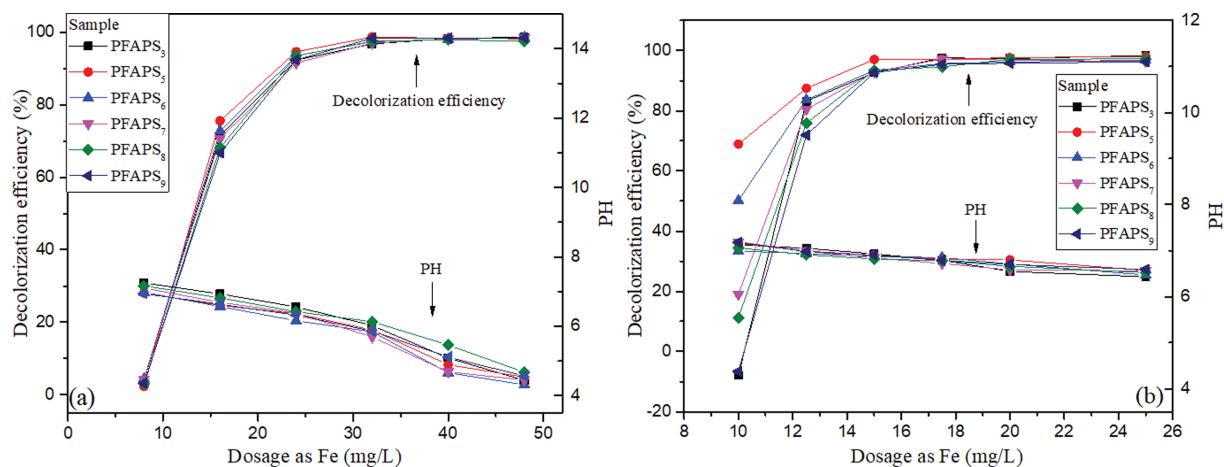 Sample
PFAPS3
PFAPS5
PFAPS6
PFAPS7
PFAPS8
PFAPS9
Decolorization efficiency
PH
(a)
100
80
60
40
20
0
Decolorization efficiency (%)
14
12
10
8
6
4
PH
0 10 20 30 40 50
Dosage as Fe (mg/L)
Sample
PFAPS3
PFAPS5
PFAPS6
PFAPS7
PFAPS8
PFAPS9
Decolorization efficiency
PH
(b)
100
80
60
40
20
0
-20
Decolorization efficiency (%)
12
10
8
6
4
PH
8 10 12 14 16 18 20 22 24 26
Dosage as Fe (mg/L)